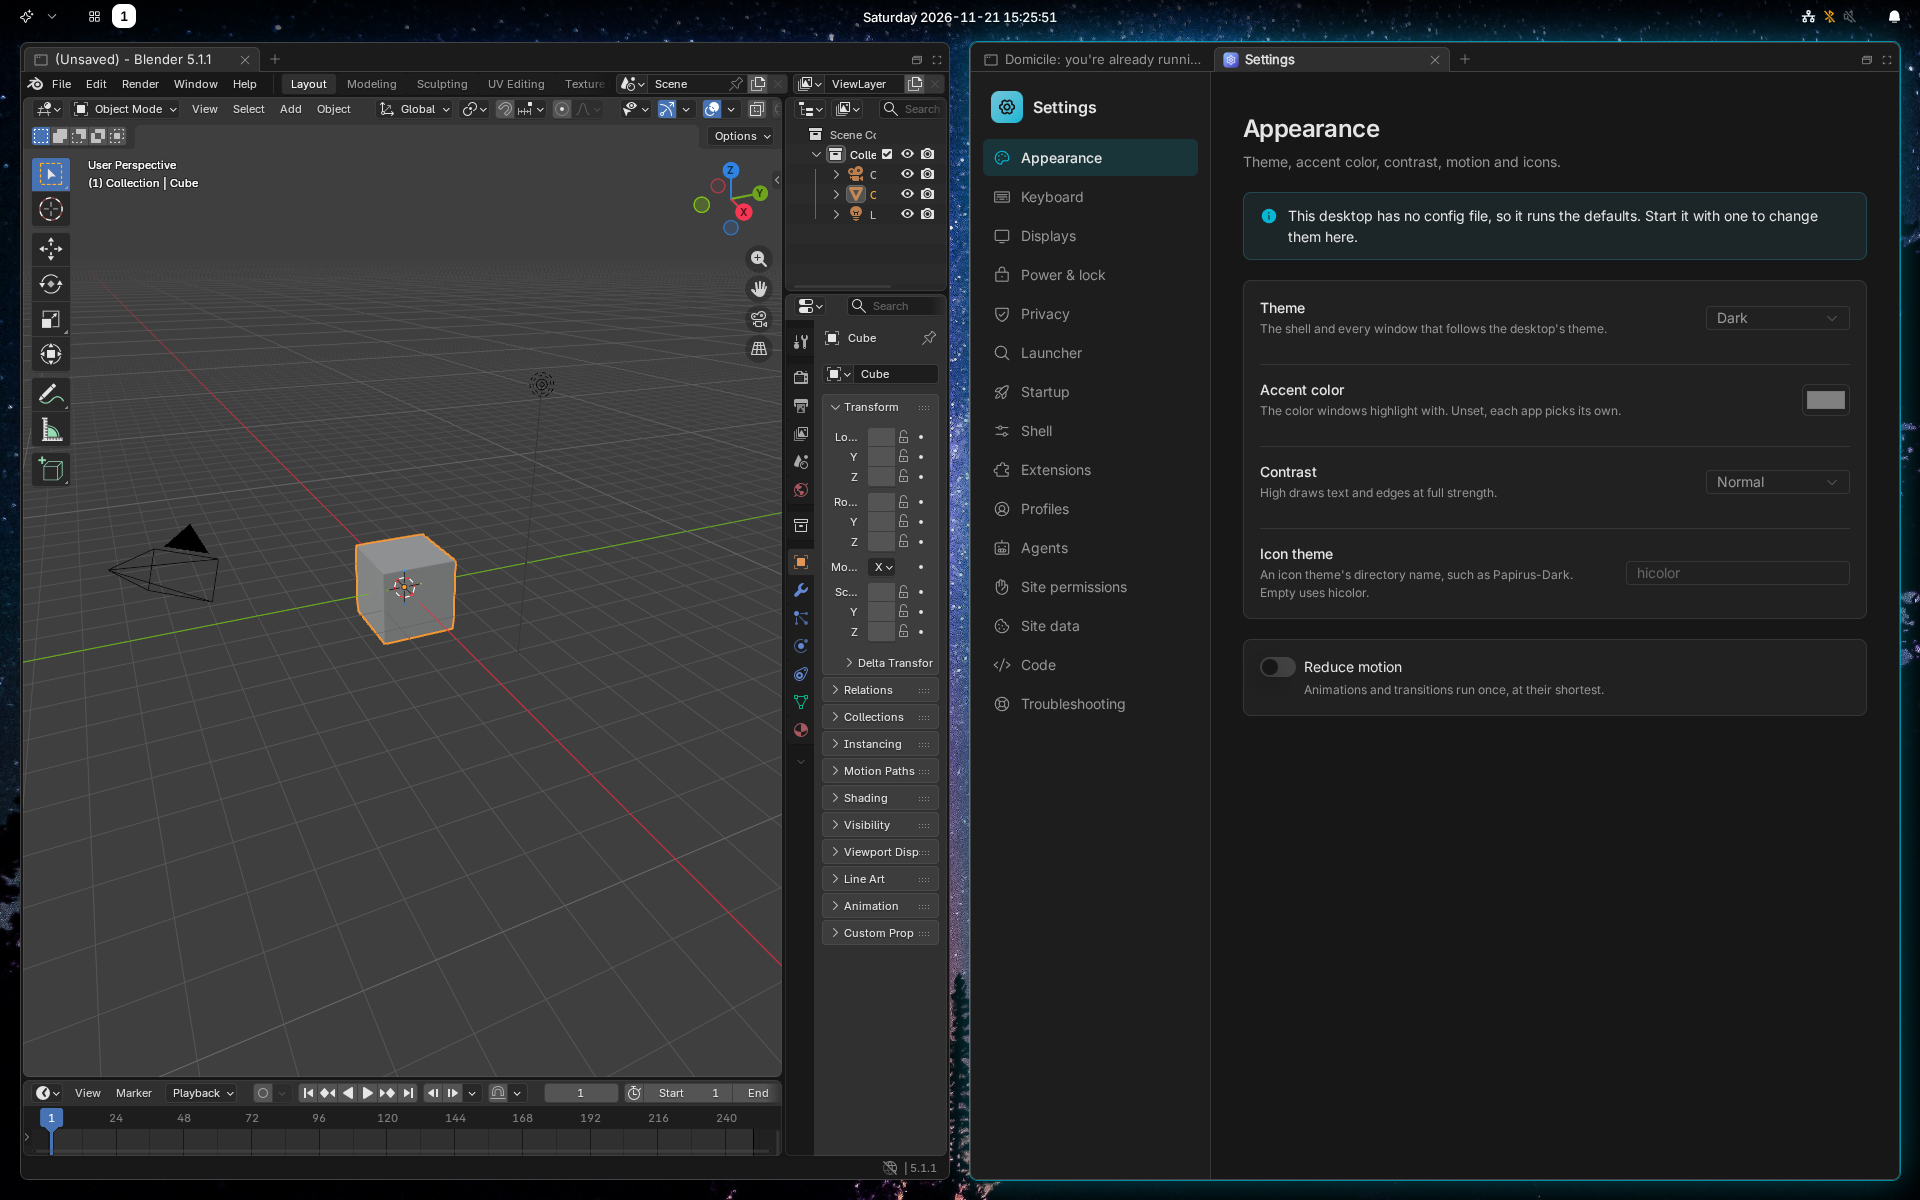 1
Saturday 2026-11-21 15:25:51
(Unsaved) - Blender 5.1.1
File Edit Render Window Help Layout Modeling Sculpting UV Editing Texture Scene ViewLayer
Object Mode View Select Add Object Global Search
Options
User Perspective
(1) Collection | Cube
Z
Y
X
Scene Cc
Colle
C
C
L
Search
Cube
Cube
Transform
Lo...
Y
Z
Ro...
Y
Z
Mo... X
Sc...
Y
Z
Delta Transfor
Relations
Collections
Instancing
Motion Paths
Shading
Visibility
Viewport Disp
Line Art
Animation
Custom Prop
View Marker Playback 1 Start 1 End
1 24 48 72 96 120 144 168 192 216 240
5.1.1
Domicile: you're already runni...
Settings
Settings
Appearance
Keyboard
Displays
Power & lock
Privacy
Launcher
Startup
Shell
Extensions
Profiles
Agents
Site permissions
Site data
Code
Troubleshooting
Appearance
Theme, accent color, contrast, motion and icons.
This desktop has no config file, so it runs the defaults. Start it with one to change
them here.
Theme
The shell and every window that follows the desktop's theme.
Dark
Accent color
The color windows highlight with. Unset, each app picks its own.
Contrast
High draws text and edges at full strength.
Normal
Icon theme
An icon theme's directory name, such as Papirus-Dark.
Empty uses hicolor.
hicolor
Reduce motion
Animations and transitions run once, at their shortest.